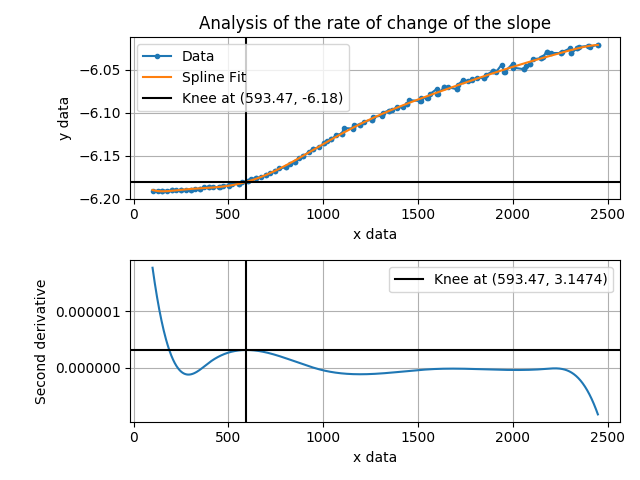 Analysis of the rate of change of the slope
Data
Spline Fit
Knee at (593.47, -6.18)
−6.05
−6.10
−6.15
−6.20
y data
0 500 1000 1500 2000 2500
x data
Knee at (593.47, 3.1474)
0.000001
0.000000
Second derivative
0 500 1000 1500 2000 2500
x data